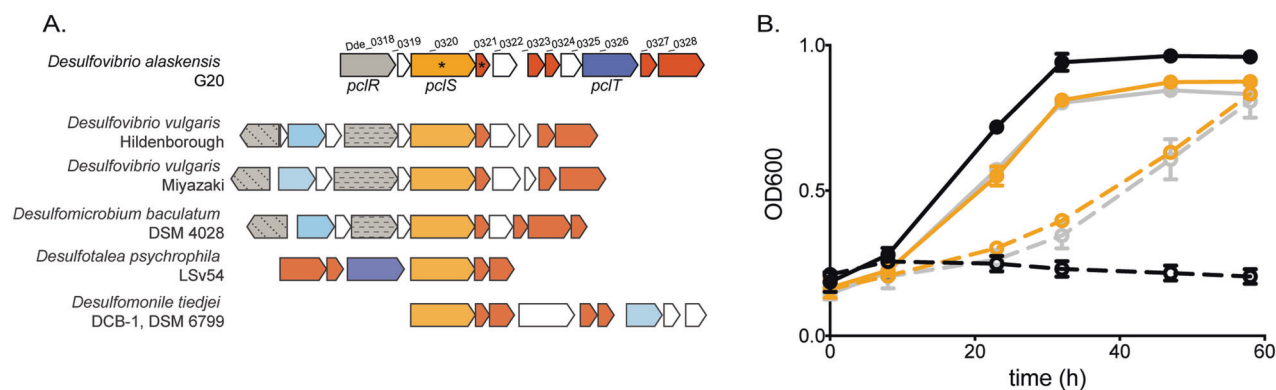 A.
Dde_0318
_0319
_0320
_0321
_0322
_0323
_0324
_0325
_0326
_0327
_0328
Desulfovibrio alaskensis
G20
* *
pclR pclS pclT
Desulfovibrio vulgaris
Hildenborough
Desulfovibrio vulgaris
Miyazaki
Desulfomicrobium baculatum
DSM 4028
Desulfotalea psychrophila
LSv54
Desulfomonile tiedjei
DCB-1, DSM 6799
B.
1.0
0.5
0.0
OD600
0 20 40 60
time (h)